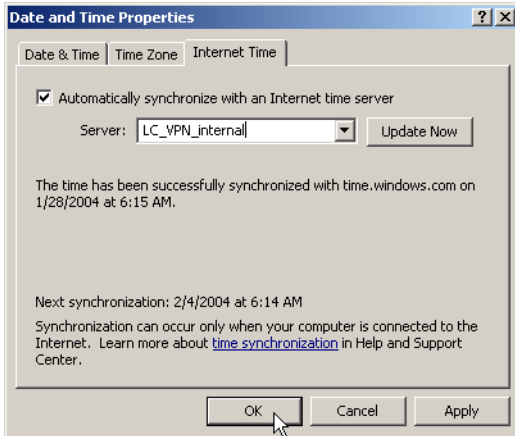 Date and Time Properties
Date & Time Time Zone Internet Time
Automatically synchronize with an Internet time server
Server: LC_VPN_internal Update Now
The time has been successfully synchronized with time.windows.com on
1/28/2004 at 6:15 AM.
Next synchronization: 2/4/2004 at 6:14 AM
Synchronization can occur only when your computer is connected to the
Internet. Learn more about time synchronization in Help and Support
Center.
OK Cancel Apply